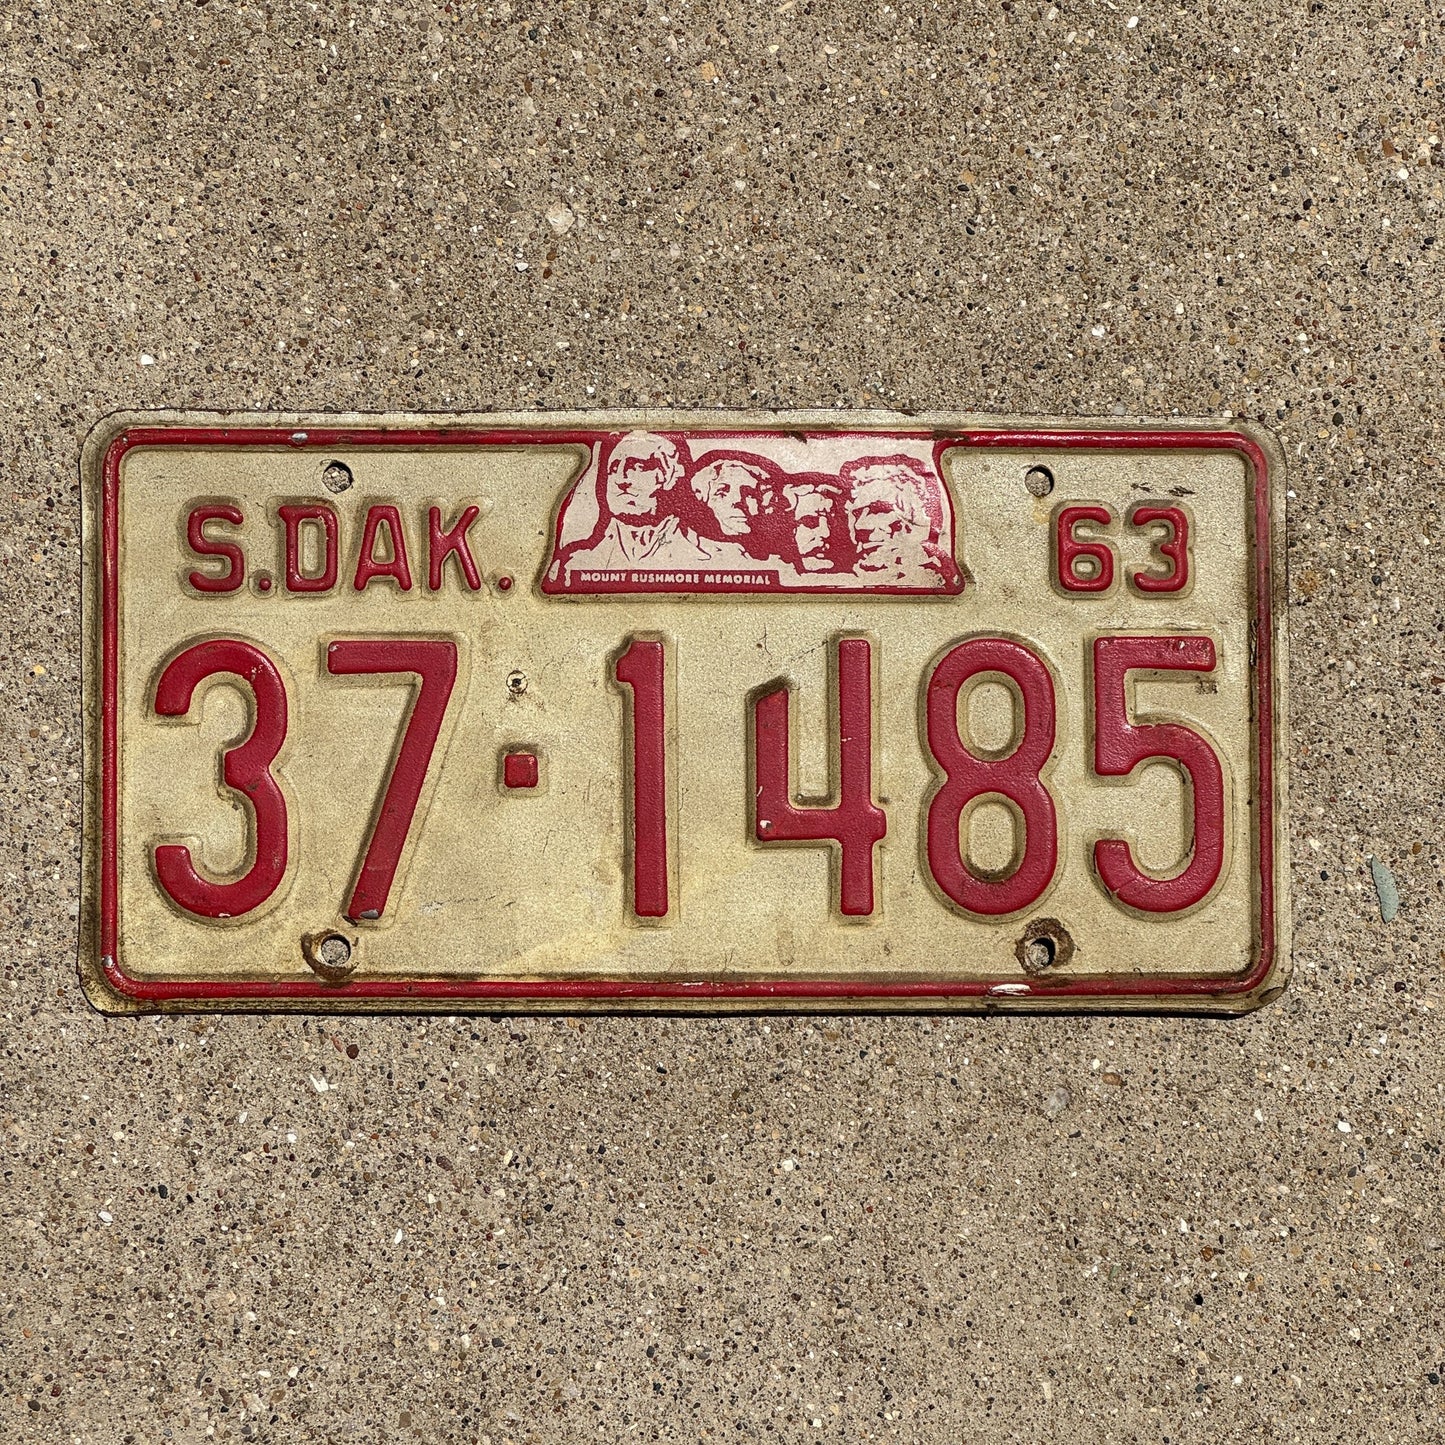 S.DAK. 63
MOUNT RUSHMORE MEMORIAL
37·1485